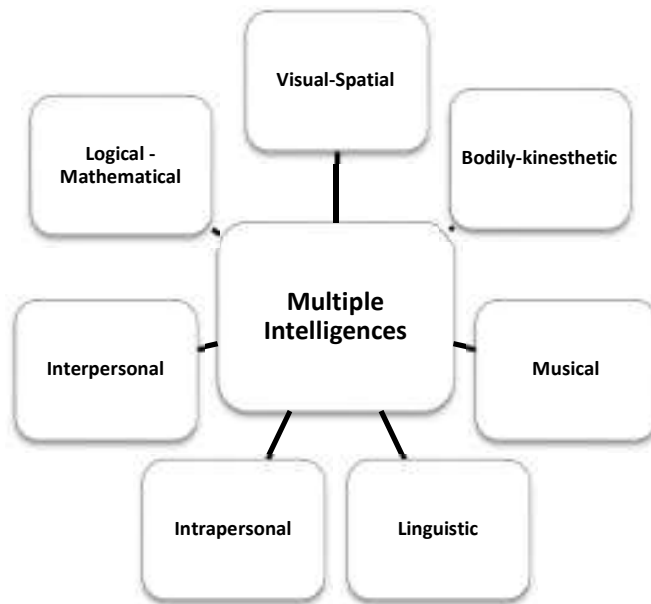 Visual-Spatial
Logical -
Mathematical
Bodily-kinesthetic
Multiple
Intelligences
Interpersonal
Musical
Intrapersonal
Linguistic